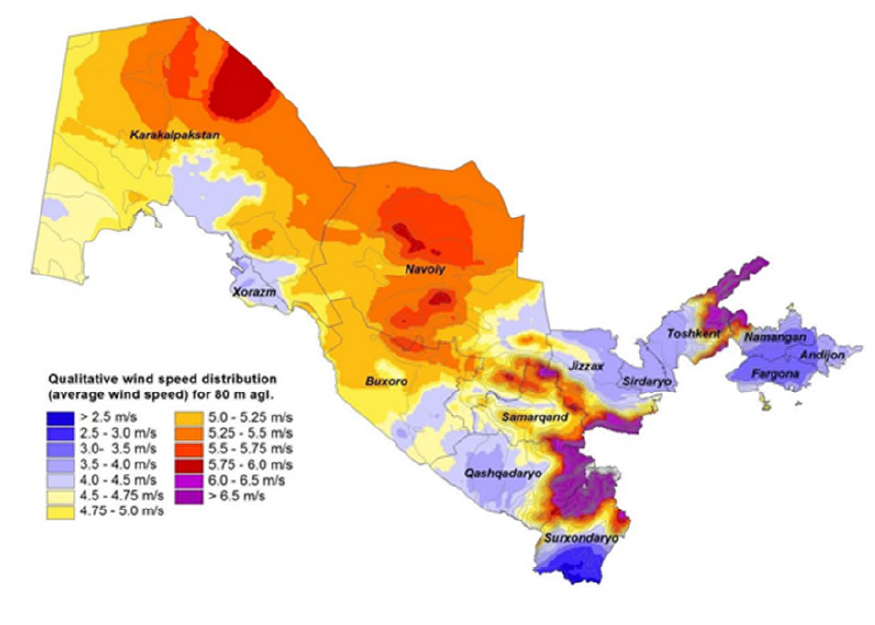 Karakalpakstan
Navoiy
Xorazm
Toshkent
Namangan
Andijon
Fargona
Jizzax
Sirdaryo
Buxoro
Samarqand
Qashqadaryo
Surxondaryo
Qualitative wind speed distribution
(average wind speed) for 80 m agl.
> 2.5 m/s
2.5 - 3.0 m/s
3.0- 3.5 m/s
3.5 - 4.0 m/s
4.0 - 4.5 m/s
4.5 - 4.75 m/s
4.75 - 5.0 m/s
5.0 - 5.25 m/s
5.25 - 5.5 m/s
5.5 - 5.75 m/s
5.75 - 6.0 m/s
6.0 - 6.5 m/s
> 6.5 m/s